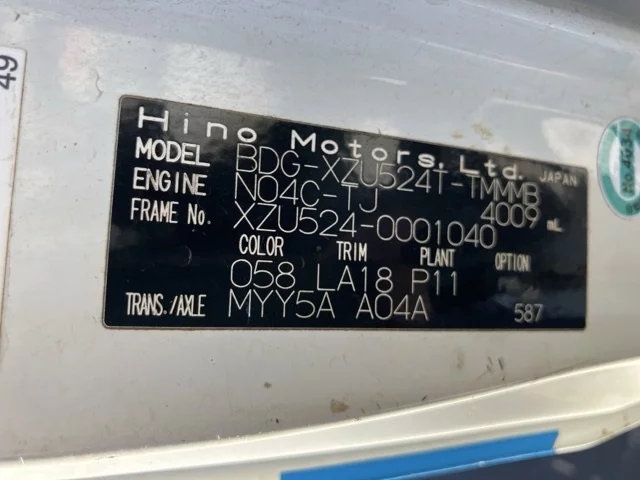 49
Hino Motors, Ltd. JAPAN
MODEL BDG-XZU524T-TMMMB
ENGINE N04C-TJ 4009 mL
FRAME No. XZU524-0001040
COLOR TRIM PLANT OPTION
058 LA18 P11
TRANS./AXLE MYY5A A04A 587